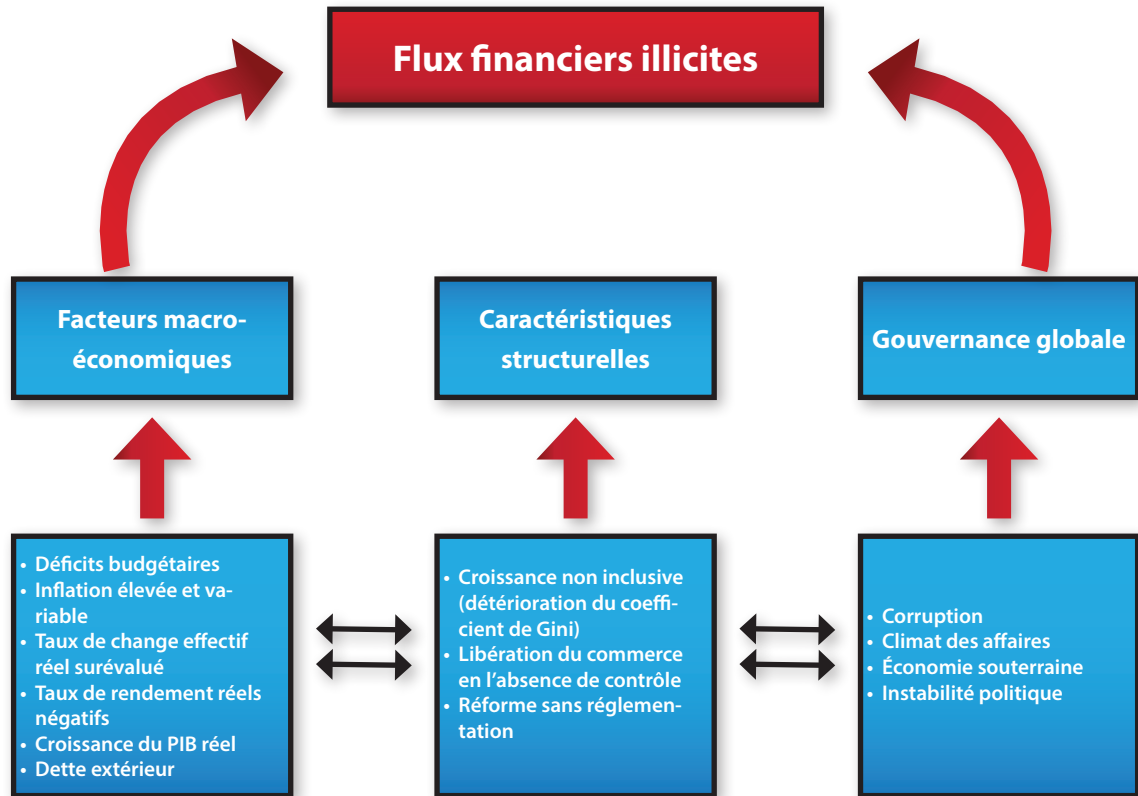 Flux financiers illicites
Facteurs macro-
économiques
Caractéristiques
structurelles
Gouvernance globale
• Déficits budgétaires
• Inflation élevée et va-
riable
• Taux de change effectif
réel surévalué
• Taux de rendement réels
négatifs
• Croissance du PIB réel
• Dette extérieur
• Croissance non inclusive
(détérioration du coeffi-
cient de Gini)
• Libération du commerce
en l’absence de contrôle
• Réforme sans réglemen-
tation
• Corruption
• Climat des affaires
• Économie souterraine
• Instabilité politique